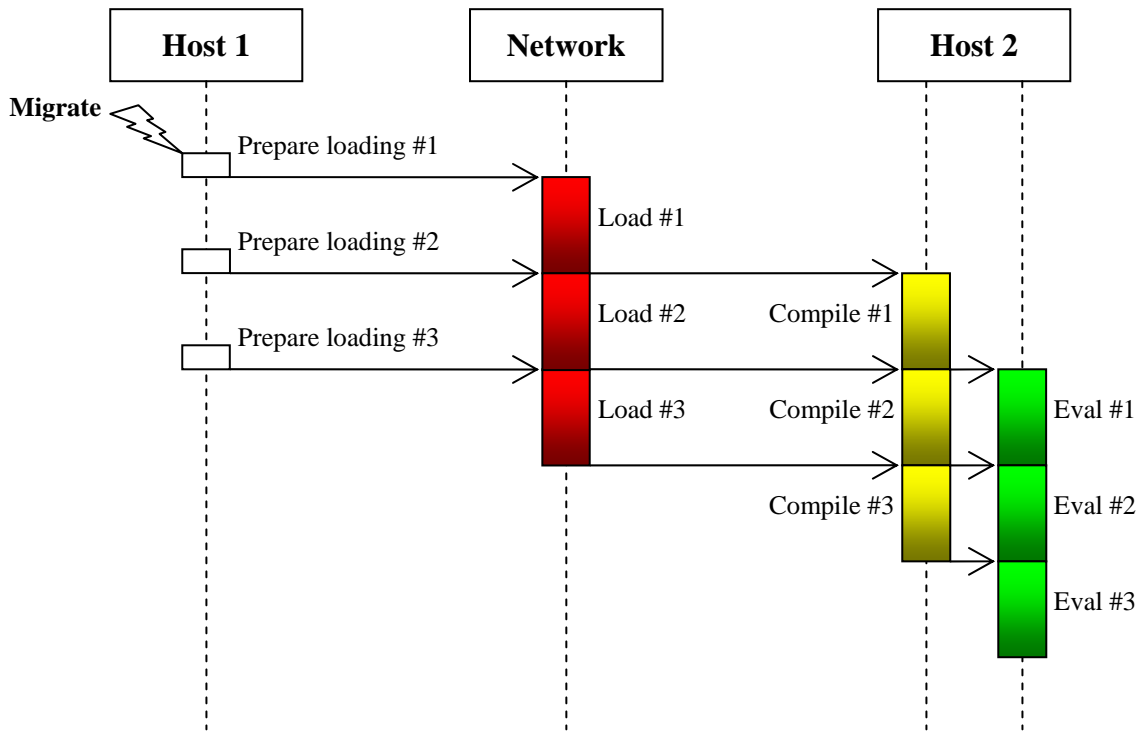 Host 1
Network
Host 2
Migrate
Prepare loading #1
Load #1
Prepare loading #2
Load #2
Compile #1
Prepare loading #3
Load #3
Compile #2
Eval #1
Compile #3
Eval #2
Eval #3